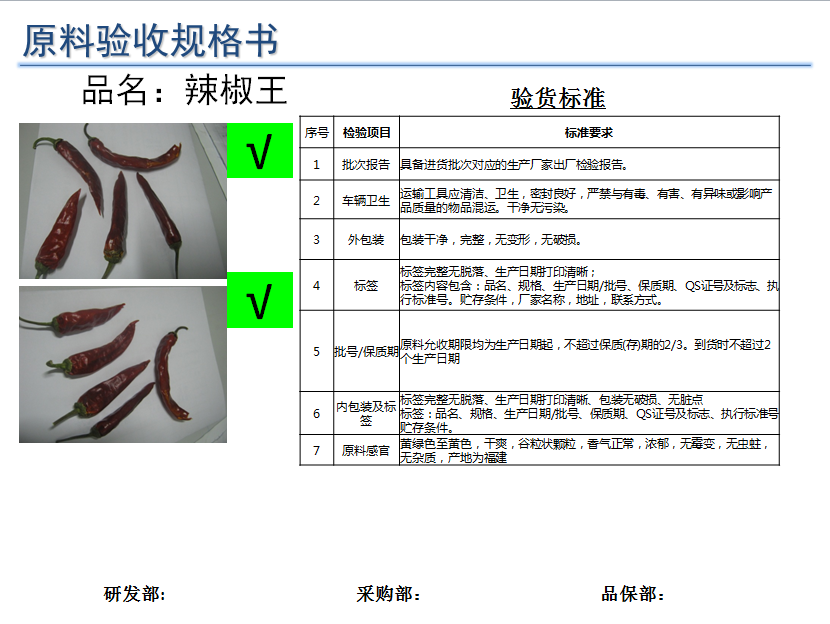 原料验收规格书
品名：辣椒王
验货标准
√
√
序号 检验项目 标准要求
1 批次报告 具备进货批次对应的生产厂家出厂检验报告。
2 车辆卫生 运输工具应清洁、卫生，密封良好，严禁与有毒、有害、有异味或影响产
品质量的物品混运。干净无污染。
3 外包装 包装干净，完整，无变形，无破损。
4 标签 标签完整无脱落、生产日期打印清晰；
标签内容包含：品名、规格、生产日期/批号、保质期、QS证号及标志、执
行标准号。贮存条件，厂家名称，地址，联系方式。
5 批号/保质期 原料允收期限均为生产日期起，不超过保质(存)期的2/3。到货时不超过2
个生产日期
6 内包装及标
签 标签完整无脱落、生产日期打印清晰、包装无破损、无脏点
标签：品名、规格、生产日期/批号、保质期、QS证号及标志、执行标准号
贮存条件。
7 原料感官 黄绿色至黄色，干爽，谷粒状颗粒，香气正常，浓郁，无霉变，无虫蛀，
无杂质，产地为福建
研发部: 采购部： 品保部：